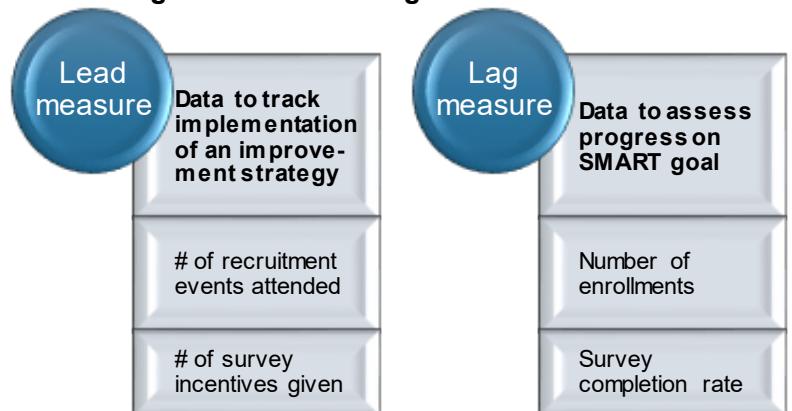 Lead
measure
Data to track
implementation
of an improve-
ment strategy
# of recruitment
events attended
# of survey
incentives given
Lag
measure
Data to assess
progress on
SMART goal
Number of
enrollments
Survey
completion rate